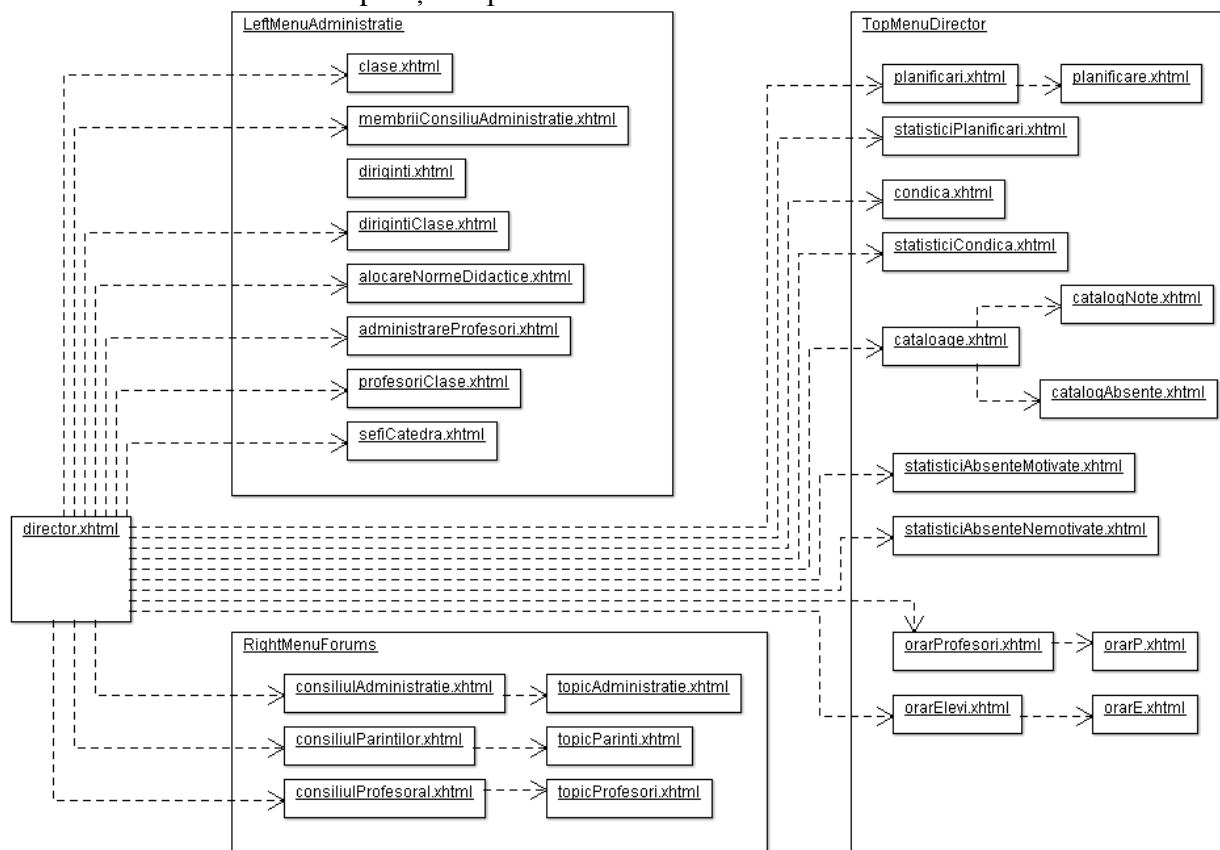 LeftMenuAdministratie
clase.xhtml
membriiConsiliuAdministratie.xhtml
diriginti.xhtml
dirigintiClase.xhtml
alocareNormeDidactice.xhtml
administrareProfesori.xhtml
profesoriClase.xhtml
sefiCatedra.xhtml
director.xhtml
RightMenuForums
consiliulAdministratie.xhtml
topicAdministratie.xhtml
consiliulParintilor.xhtml
topicParinti.xhtml
consiliulProfesoral.xhtml
topicProfesori.xhtml
TopMenuDirector
planificari.xhtml
planificare.xhtml
statisticiPlanificari.xhtml
condica.xhtml
statisticiCondica.xhtml
catalogNote.xhtml
cataloage.xhtml
catalogAbsente.xhtml
statisticiAbsenteMotivate.xhtml
statisticiAbsenteNemotivate.xhtml
orarProfesori.xhtml
orarP.xhtml
orarElevi.xhtml
orarE.xhtml